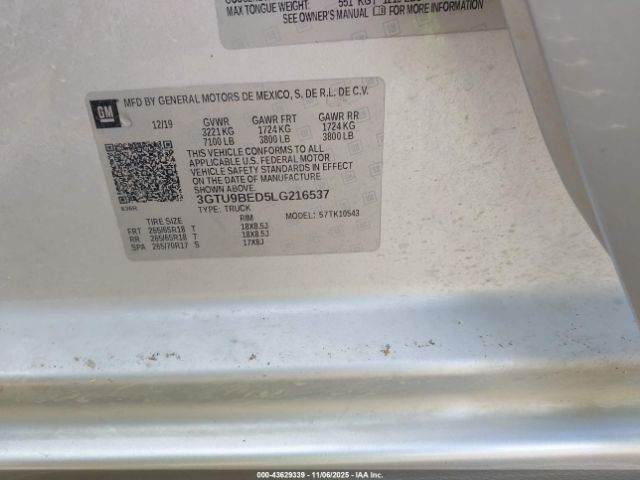 MAX TONGUE WEIGHT: 551 KG
SEE OWNER'S MANUAL FOR MORE INFORMATION
GM
MFD BY GENERAL MOTORS DE MEXICO, S. DE R.L. DE C.V.
12/19 GVWR GAWR FRT GAWR RR
3221 KG 1724 KG 1724 KG
7100 LB 3800 LB 3800 LB
THIS VEHICLE CONFORMS TO ALL
APPLICABLE U.S. FEDERAL MOTOR
VEHICLE SAFETY STANDARDS IN EFFECT
ON THE DATE OF MANUFACTURE
SHOWN ABOVE.
3GTU9BED5LG216537
TYPE: TRUCK MODEL: 57TK10543
TIRE SIZE RIM
FRT 265/65R18 T 18X8.5J
RR 265/65R18 T 18X8.5J
SPA 265/70R17 S 17X8J
000-43629339 - 11/06/2025 - IAA Inc.